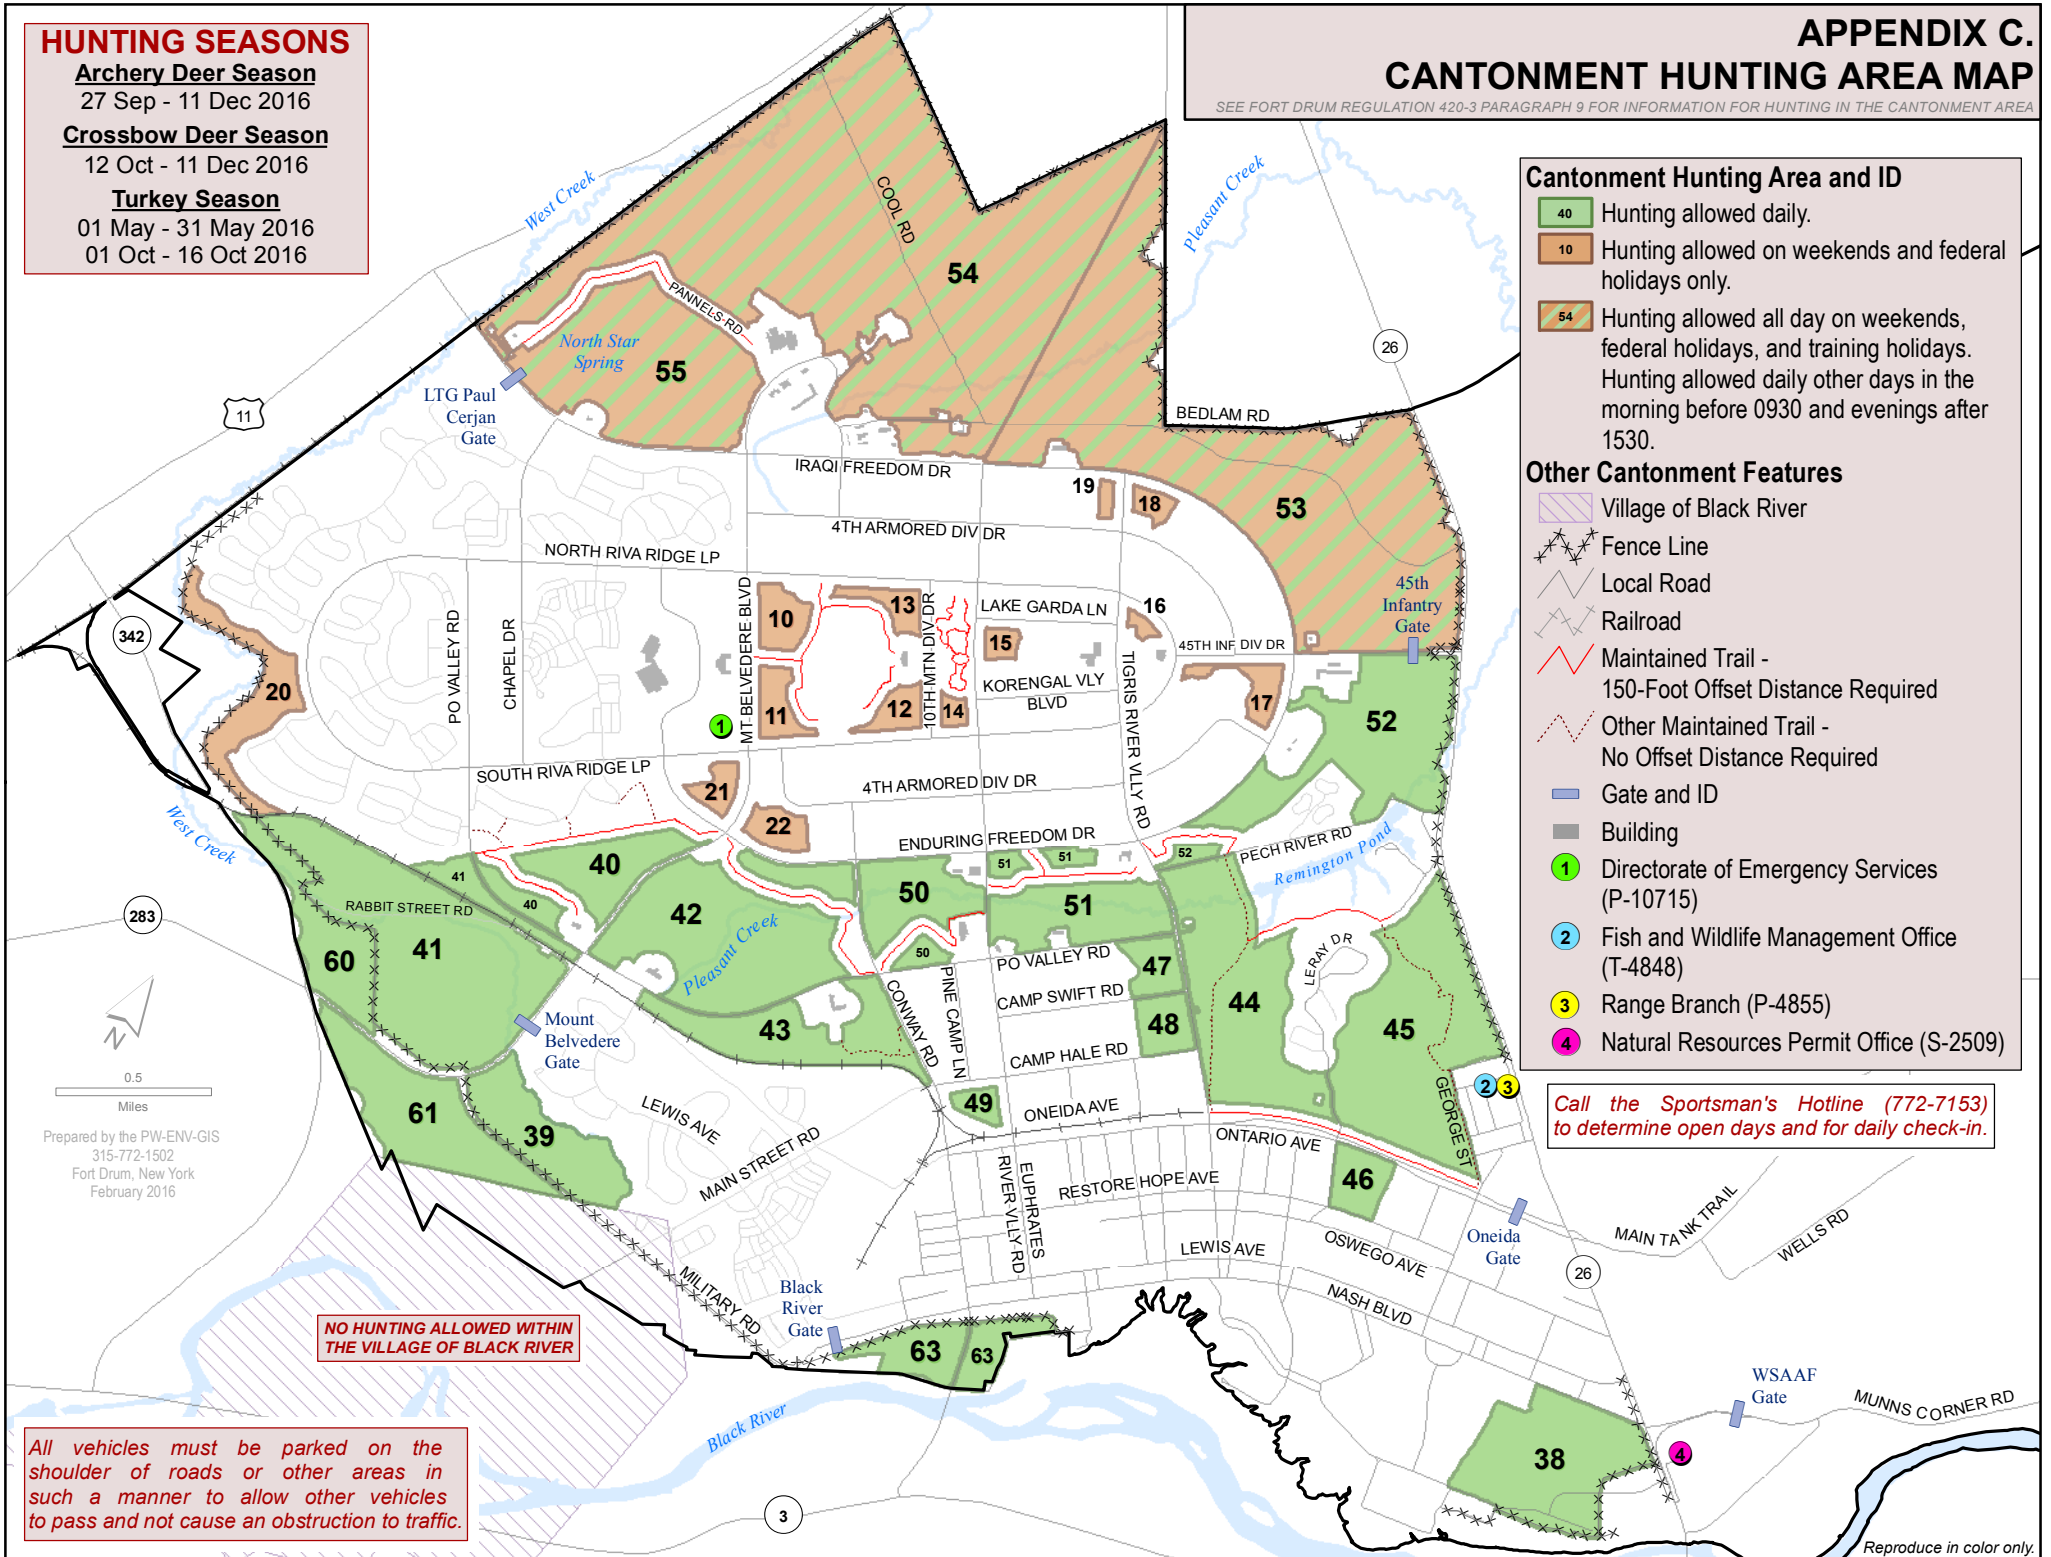 HUNTING SEASONS
Archery Deer Season
27 Sep - 11 Dec 2016
Crossbow Deer Season
12 Oct - 11 Dec 2016
Turkey Season
01 May - 31 May 2016
01 Oct - 16 Oct 2016
APPENDIX C.
CANTONMENT HUNTING AREA MAP
SEE FORT DRUM REGULATION 420-3 PARAGRAPH 9 FOR INFORMATION FOR HUNTING IN THE CANTONMENT AREA
Cantonment Hunting Area and ID
40 Hunting allowed daily.
10 Hunting allowed on weekends and federal
holidays only.
54 Hunting allowed all day on weekends,
federal holidays, and training holidays.
Hunting allowed daily other days in the
morning before 0930 and evenings after
1530.
Other Cantonment Features
Village of Black River
Fence Line
Local Road
Railroad
Maintained Trail -
150-Foot Offset Distance Required
Other Maintained Trail -
No Offset Distance Required
Gate and ID
Building
1 Directorate of Emergency Services
(P-10715)
2 Fish and Wildlife Management Office
(T-4848)
3 Range Branch (P-4855)
4 Natural Resources Permit Office (S-2509)
Call the Sportsman's Hotline (772-7153)
to determine open days and for daily check-in.
West Creek
COOL RD
Pleasant Creek
54
PANNELS RD
North Star
Spring
55
26
LTG Paul
Cerjan
Gate
11
BEDLAM RD
IRAQI FREEDOM DR
19
18
53
4TH ARMORED DIV DR
NORTH RIVA RIDGE LP
45th
Infantry
Gate
342
PO VALLEY RD
CHAPEL DR
MT BELVEDERE BLVD
10
13
10TH MTN DIV DR
LAKE GARDA LN
16
15
45TH INF DIV DR
KORENGAL VLY
BLVD
TIGRIS RIVER VLLY RD
20
11
12
14
17
52
1
SOUTH RIVA RIDGE LP
21
4TH ARMORED DIV DR
22
ENDURING FREEDOM DR
West Creek
PECH RIVER RD
Remington Pond
40
41
40
RABBIT STREET RD
42
50
51
51
51
52
283
60
41
Pleasant Creek
50
PO VALLEY RD
47
LERAY DR
CONWAY RD
PINE CAMP LN
CAMP SWIFT RD
44
45
43
48
Mount
Belvedere
Gate
CAMP HALE RD
N
0.5
Miles
Prepared by the PW-ENV-GIS
315-772-1502
Fort Drum, New York
February 2016
61
39
LEWIS AVE
49
ONEIDA AVE
GEORGE ST
2
3
MAIN STREET RD
ONTARIO AVE
RIVER VLLY RD
EUPHRATES
RESTORE HOPE AVE
46
Oneida
Gate
MAIN TANK TRAIL
WELLS RD
LEWIS AVE
OSWEGO AVE
26
MILITARY RD
Black
River
Gate
NASH BLVD
NO HUNTING ALLOWED WITHIN
THE VILLAGE OF BLACK RIVER
63
63
WSAAF
Gate
MUNNS CORNER RD
Black River
38
4
All vehicles must be parked on the
shoulder of roads or other areas in
such a manner to allow other vehicles
to pass and not cause an obstruction to traffic.
3
Reproduce in color only.